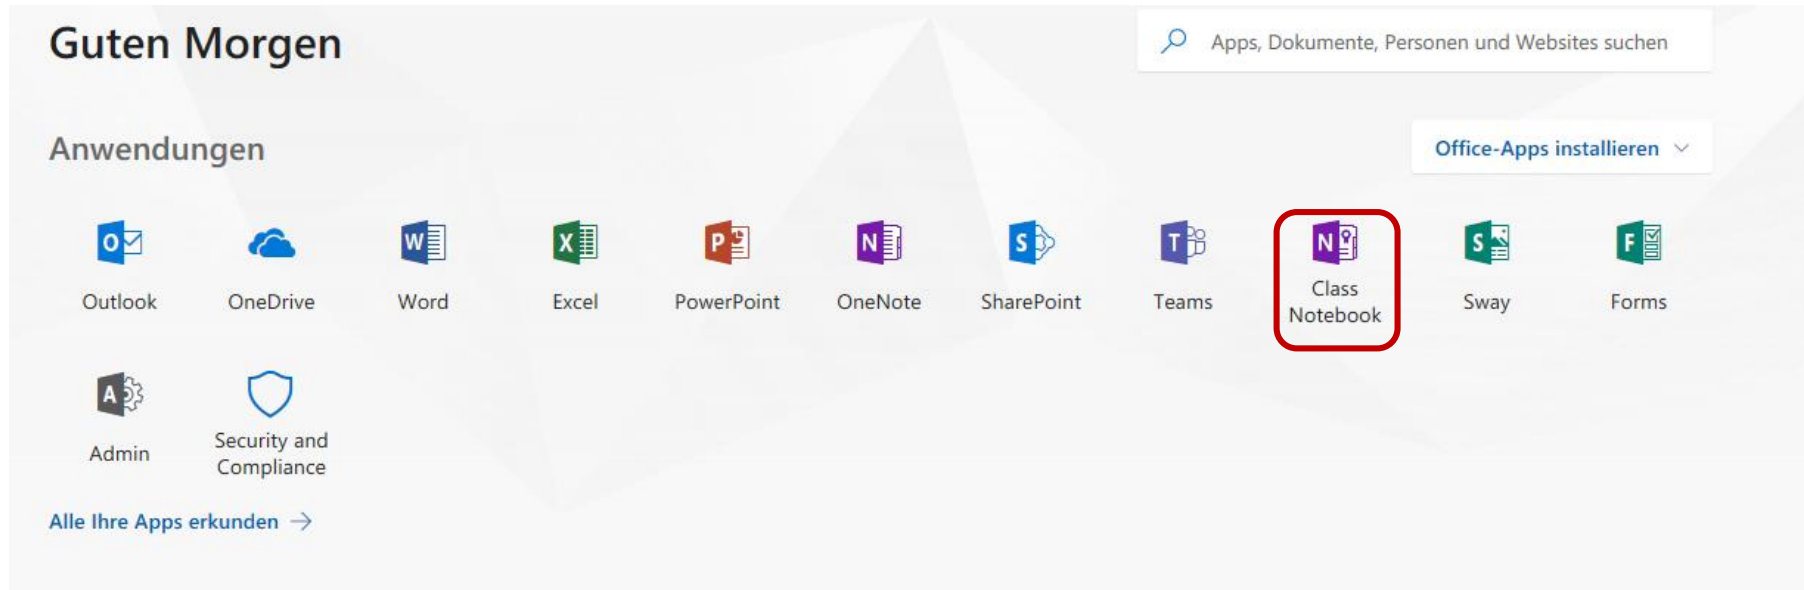 Guten Morgen
Apps, Dokumente, Personen und Websites suchen
Anwendungen
Office-Apps installieren
O
W
X
P
N
S
T
N
S
F
Outlook
OneDrive
Word
Excel
PowerPoint
OneNote
SharePoint
Teams
Class
Notebook
Sway
Forms
A
Admin
Security and
Compliance
Alle Ihre Apps erkunden